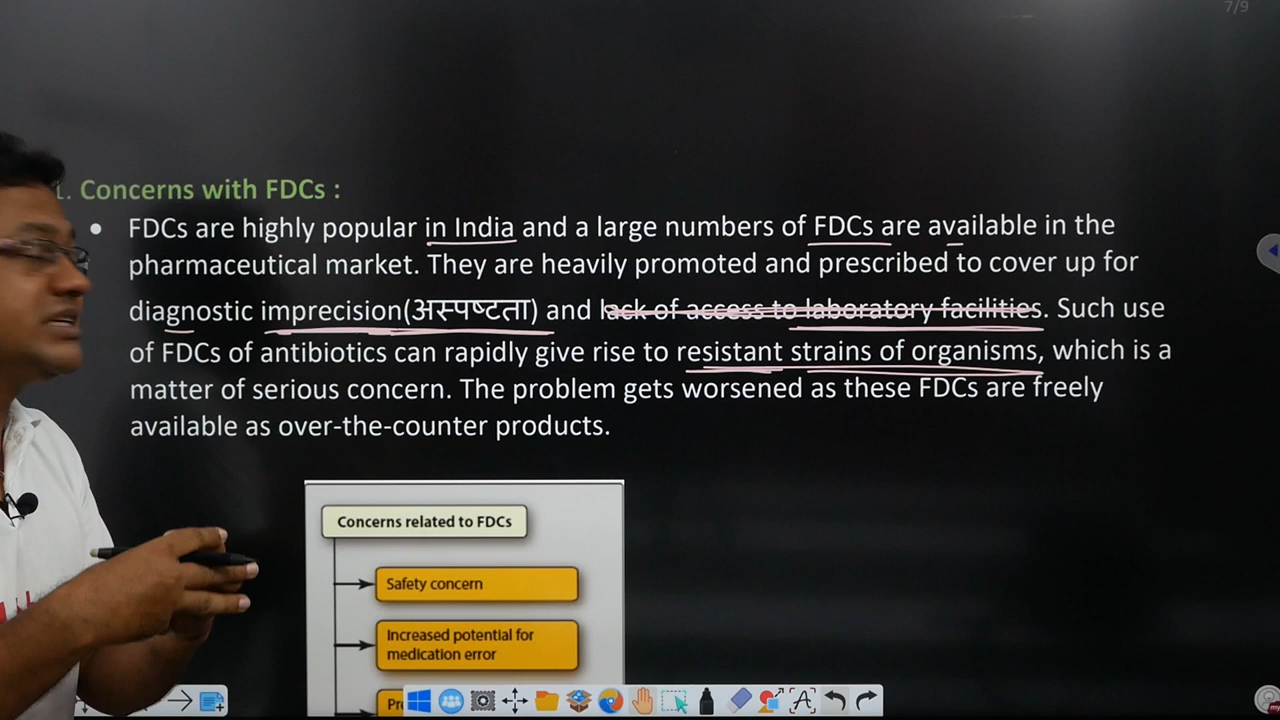 7/9
1. Concerns with FDCs :
• FDCs are highly popular in India and a large numbers of FDCs are available in the
pharmaceutical market. They are heavily promoted and prescribed to cover up for
diagnostic imprecision(अस्पष्टता) and lack of access to laboratory facilities. Such use
of FDCs of antibiotics can rapidly give rise to resistant strains of organisms, which is a
matter of serious concern. The problem gets worsened as these FDCs are freely
available as over-the-counter products.
Concerns related to FDCs
Safety concern
Increased potential for
medication error